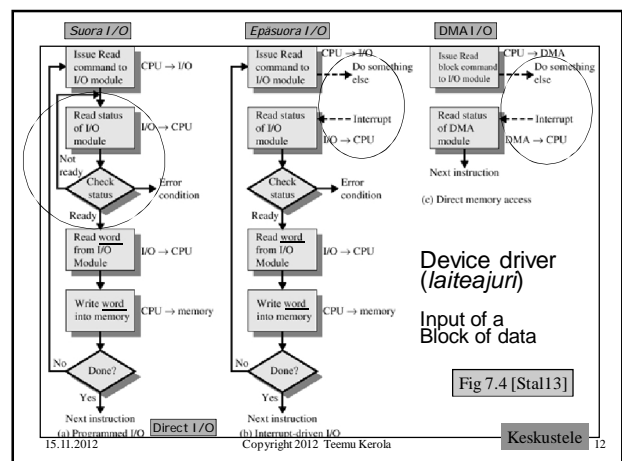 Suora I/O
Issue Read
command to
I/O module
CPU → I/O
Read status
of I/O
module
I/O → CPU
Not
ready
Check
status
Error
condition
Ready
Read word
from I/O
Module
I/O → CPU
Write word
into memory
CPU → memory
No
Done?
Yes
Next instruction
(a) Programmed I/O
Direct I/O
Epäsuora I/O
Issue Read
command to
I/O module
CPU → I/O
Do something
else
Read status
of I/O
module
Interrupt
I/O → CPU
Check
status
Error
condition
Ready
Read word
from I/O
Module
I/O → CPU
Write word
into memory
CPU → memory
No
Done?
Yes
Next instruction
(b) Interrupt-driven I/O
DMA I/O
Issue Read
block command
to I/O module
CPU → DMA
Do something
else
Read status
of DMA
module
Interrupt
DMA → CPU
Next instruction
(c) Direct memory access
Device driver
(laiteajuri)
Input of a
Block of data
Fig 7.4 [Stal13]
Keskustele
15.11.2012
Copyright 2012 Teemu Kerola
12